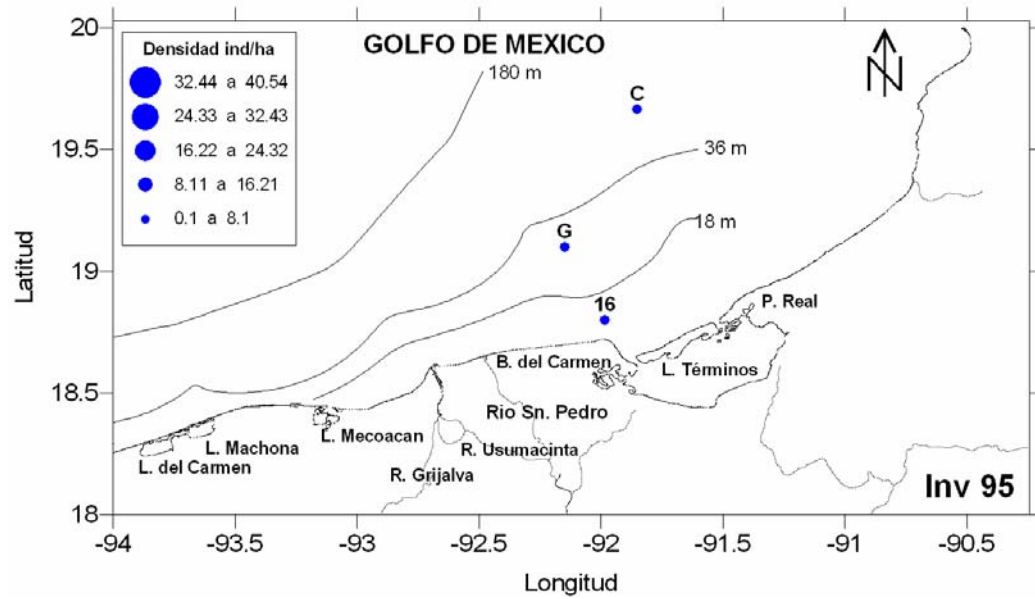 GOLFO DE MEXICO
Densidad ind/ha
32.44 a 40.54
24.33 a 32.43
16.22 a 24.32
8.11 a 16.21
0.1 a 8.1
180 m
C
N
36 m
G
18 m
16
P. Real
B. del Carmen
L. Términos
Rio Sn. Pedro
L. Mecoacan
L. Machona
R. Usumacinta
L. del Carmen
R. Grijalva
Inv 95
Latitud
20
19.5
19
18.5
18
-94
-93.5
-93
-92.5
-92
-91.5
-91
-90.5
Longitud